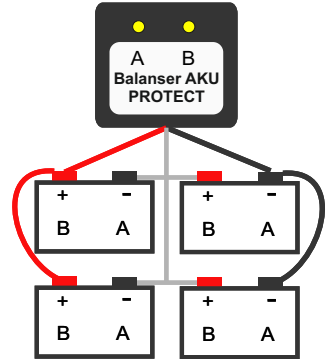 A B
Balanser AKU
PROTECT
+ - + -
B A B A
+ - + -
B A B A